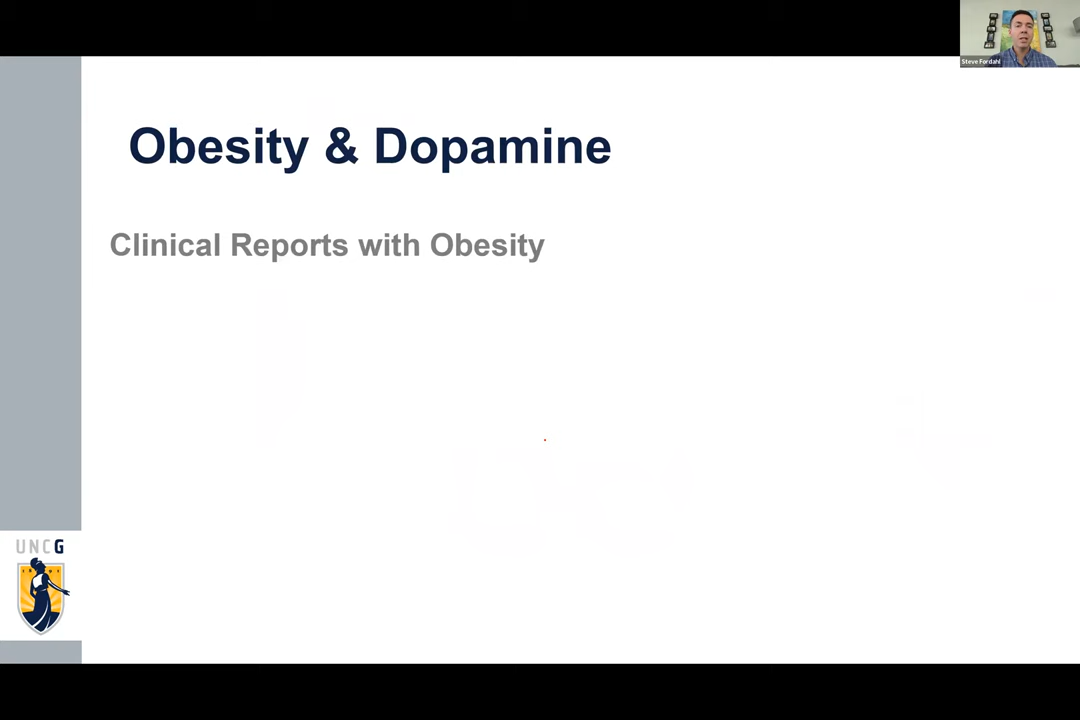 Steve Fordahl
Obesity & Dopamine
Clinical Reports with Obesity
UNCG